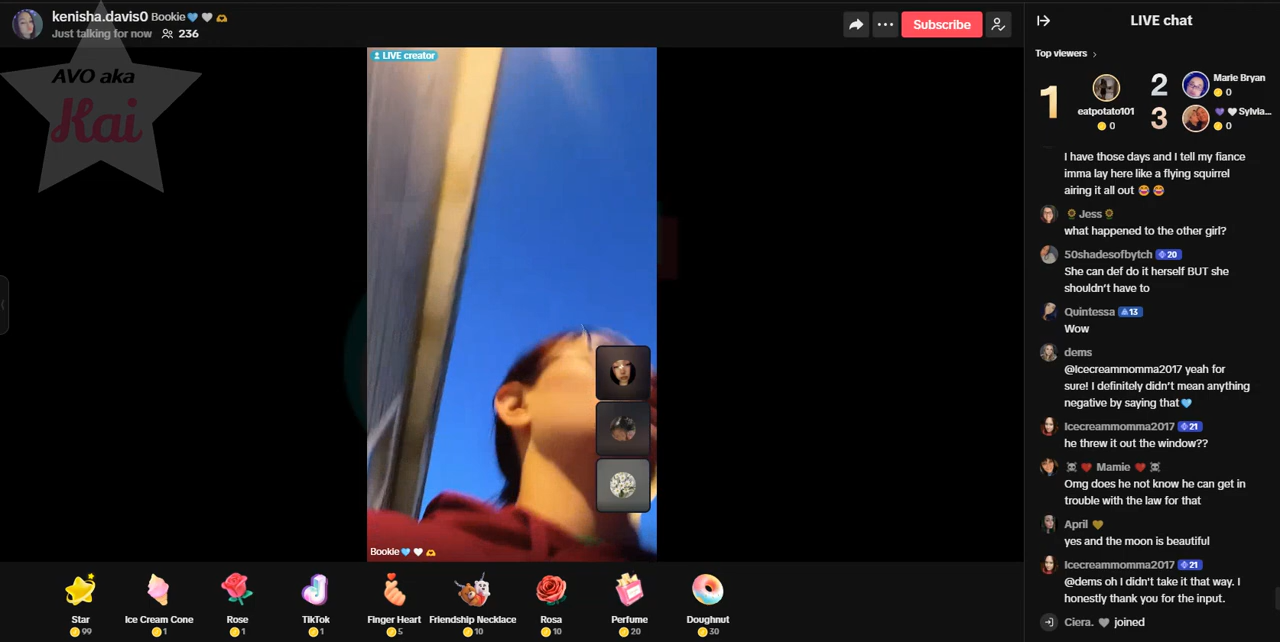 kenisha.davis0 Bookie💙🤍🫶
Just talking for now 236
AVO aka
Kai
Subscribe
LIVE creator
Bookie💙🤍🫶
Star
99
Ice Cream Cone
1
Rose
1
TikTok
1
Finger Heart
5
Friendship Necklace
10
Rosa
10
Perfume
20
Doughnut
30
LIVE chat
Top viewers
1
eatpotato101
0
2
Marie Bryan
0
3
💜🤍Sylvia...
0
I have those days and I tell my fiance
imma lay here like a flying squirrel
airing it all out 😂 😂
🌻Jess🌻
what happened to the other girl?
50shadesofbytch 20
She can def do it herself BUT she
shouldn't have to
Quintessa 13
Wow
dems
@Icecreammomma2017 yeah for
sure! I definitely didn't mean anything
negative by saying that🩵
Icecreammomma2017 21
he threw it out the window??
☠️ ❤️ Mamie ❤️ ☠️
Omg does he not know he can get in
trouble with the law for that
April 💛
yes and the moon is beautiful
Icecreammomma2017 21
@dems oh I didn't take it that way. I
honestly thank you for the input.
Ciera. 🤍 joined